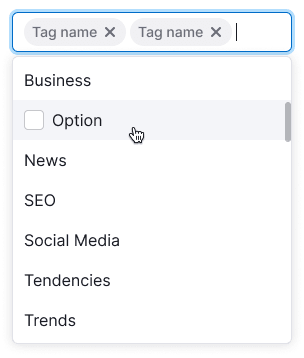 Tag name Tag name
Business
Option
News
SEO
Social Media
Tendencies
Trends